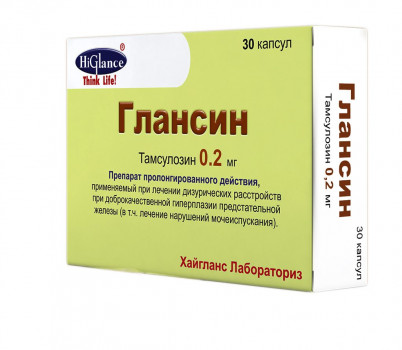 HiGlance®
Think Life!
30 капсул
Глансин
Тамсулозин 0.2 мг
Препарат пролонгированного действия,
применяемый при лечении дизурических расстройств
при доброкачественной гиперплазии предстательной
железы (в т.ч. лечение нарушений мочеиспускания).
Хайгланс Лабораториз
Глансин
Тамсулозин 0,2 мг
30 капсул